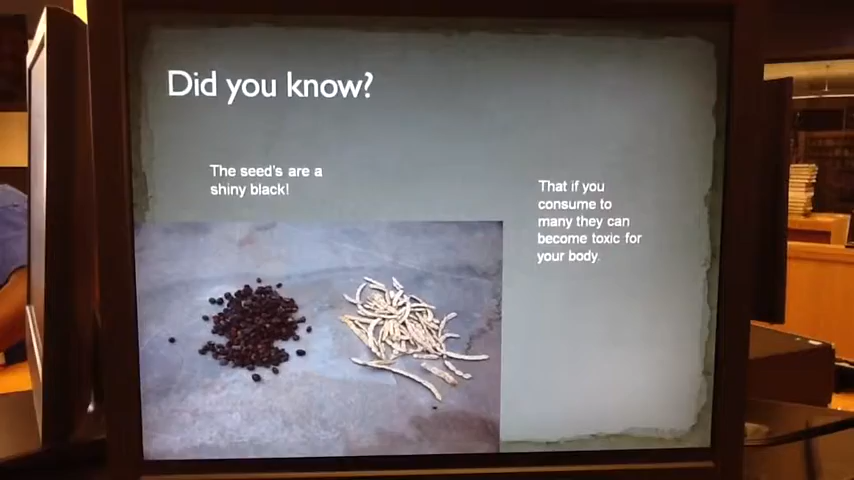 Did you know?
The seed's are a
shiny black!
That if you
consume to
many they can
become toxic for
your body.